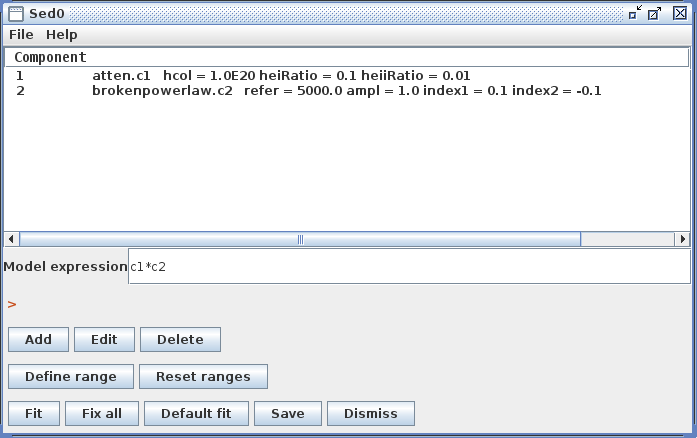 Sed0
File Help
Component
1 atten.c1 hcol = 1.0E20 heiRatio = 0.1 heiiRatio = 0.01
2 brokenpowerlaw.c2 refer = 5000.0 ampl = 1.0 index1 = 0.1 index2 = -0.1
Model expression c1*c2
>
Add Edit Delete
Define range Reset ranges
Fit Fix all Default fit Save Dismiss